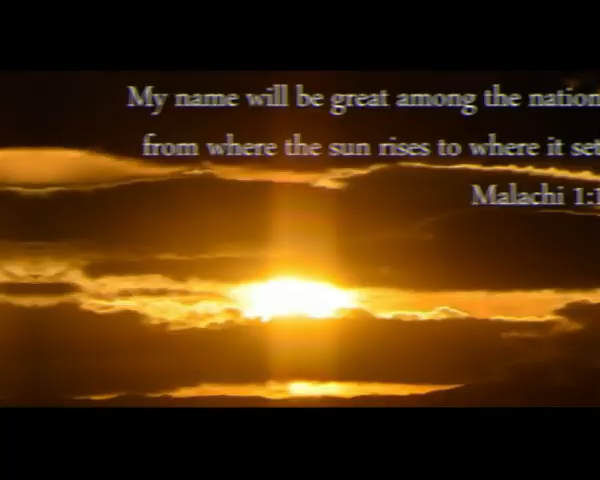 My name will be great among the nation
from where the sun rises to where it set
Malachi 1:1